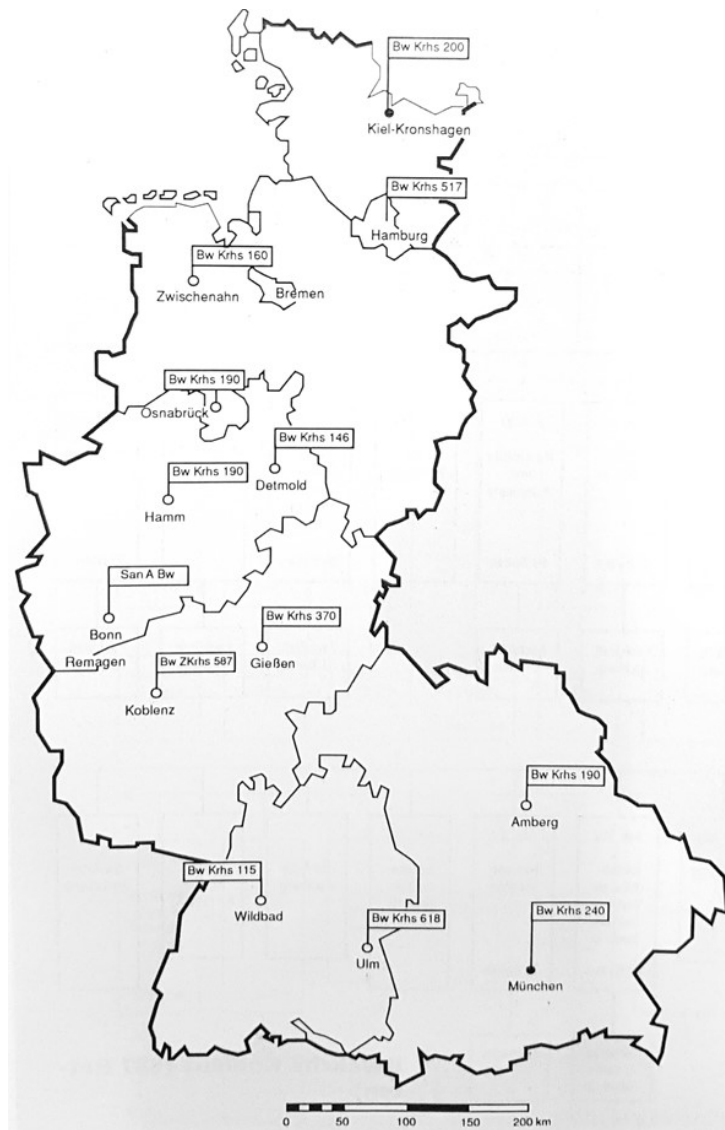 Bw Krhs 200
Kiel-Kronshagen
Bw Krhs 517
Hamburg
Bw Krhs 160
Zwischenahn
Bremen
Bw Krhs 190
Osnabrück
Bw Krhs 146
Detmold
Bw Krhs 190
Hamm
San A Bw
Bonn
Remagen
Bw Krhs 370
Gießen
Bw ZKrhs 587
Koblenz
Bw Krhs 190
Amberg
Bw Krhs 115
Wildbad
Bw Krhs 618
Ulm
Bw Krhs 240
München
0 50 100 200 km